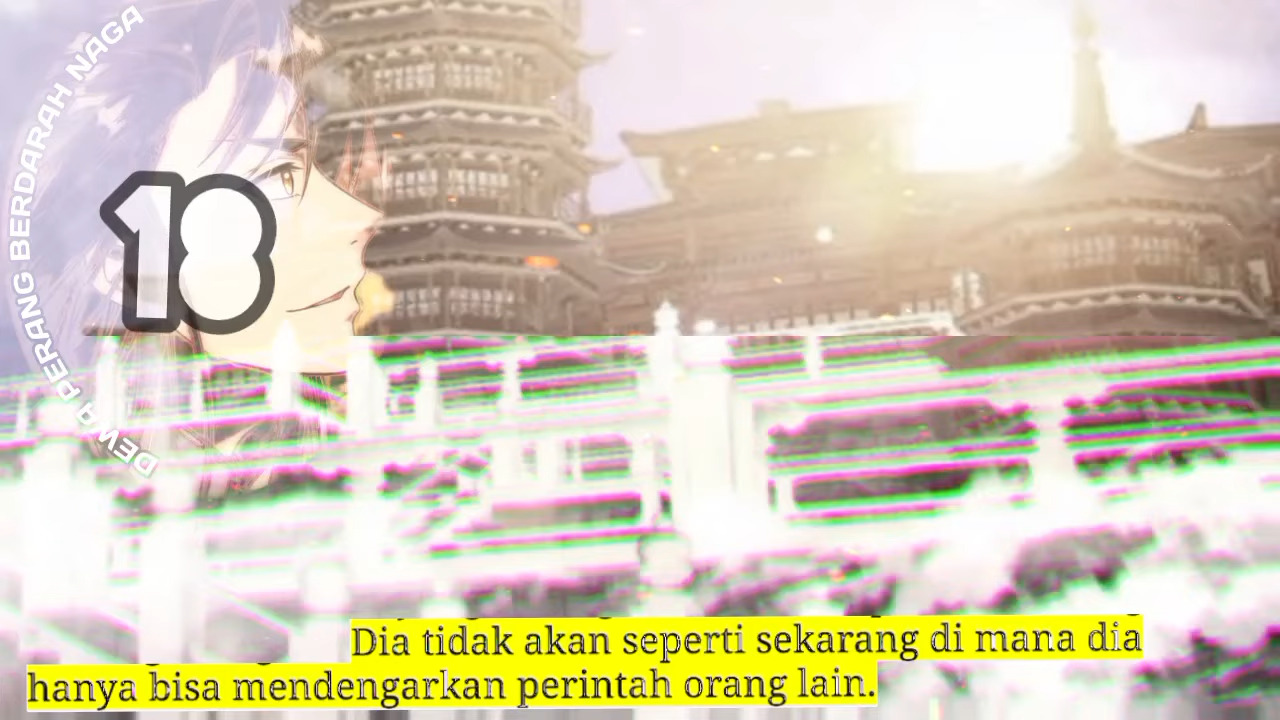 DEWA PERANG BERDARAH NAGA
18
Dia tidak akan seperti sekarang di mana dia
hanya bisa mendengarkan perintah orang lain.